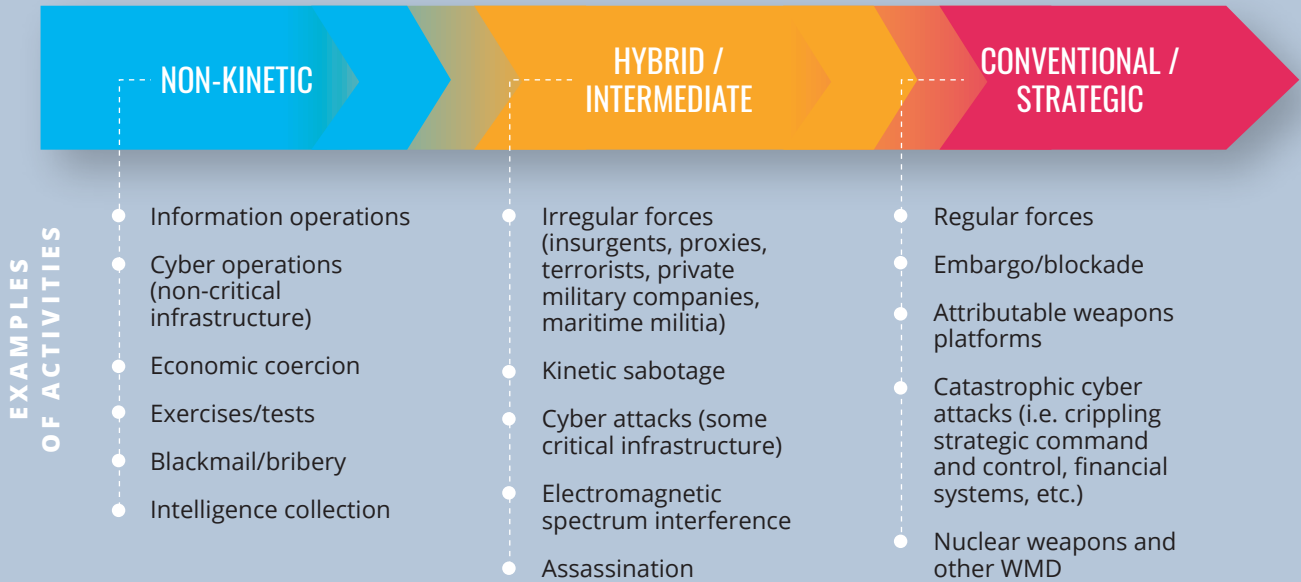 NON-KINETIC
HYBRID /
INTERMEDIATE
CONVENTIONAL /
STRATEGIC
EXAMPLES
OF ACTIVITIES
Information operations
Cyber operations
(non-critical
infrastructure)
Economic coercion
Exercises/tests
Blackmail/bribery
Intelligence collection
Irregular forces
(insurgents, proxies,
terrorists, private
military companies,
maritime militia)
Kinetic sabotage
Cyber attacks (some
critical infrastructure)
Electromagnetic
spectrum interference
Assassination
Regular forces
Embargo/blockade
Attributable weapons
platforms
Catastrophic cyber
attacks (i.e. crippling
strategic command
and control, financial
systems, etc.)
Nuclear weapons and
other WMD